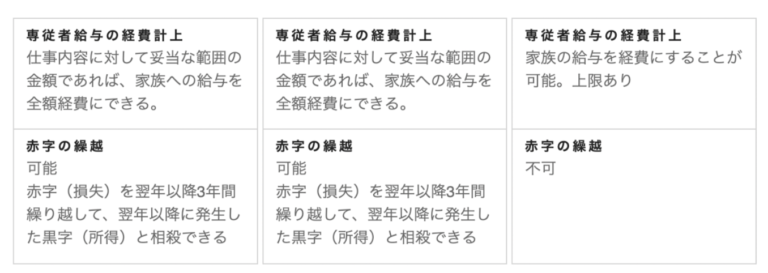 専従者給与の経費計上
仕事内容に対して妥当な範囲の
金額であれば、家族への給与を
全額経費にできる。
赤字の繰越
可能
赤字（損失）を翌年以降3年間
繰り越して、翌年以降に発生し
た黒字（所得）と相殺できる
専従者給与の経費計上
仕事内容に対して妥当な範囲の
金額であれば、家族への給与を
全額経費にできる。
赤字の繰越
可能
赤字（損失）を翌年以降3年間
繰り越して、翌年以降に発生し
た黒字（所得）と相殺できる
専従者給与の経費計上
家族の給与を経費にすることが
可能。上限あり
赤字の繰越
不可